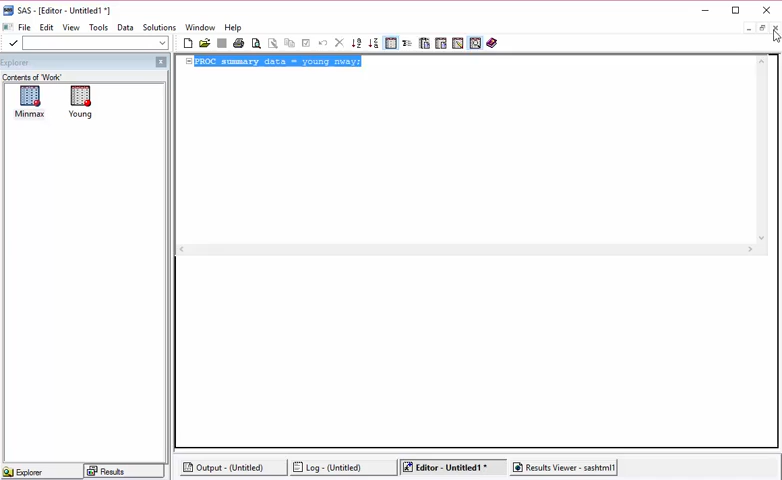 SAS - [Editor - Untitled1 *]
File Edit View Tools Data Solutions Window Help
Explorer
Contents of 'Work'
Minmax Young
PROC summary data = young nway;
Explorer Results
Output - (Untitled) Log - (Untitled) Editor - Untitled1 * Results Viewer - sashtml1